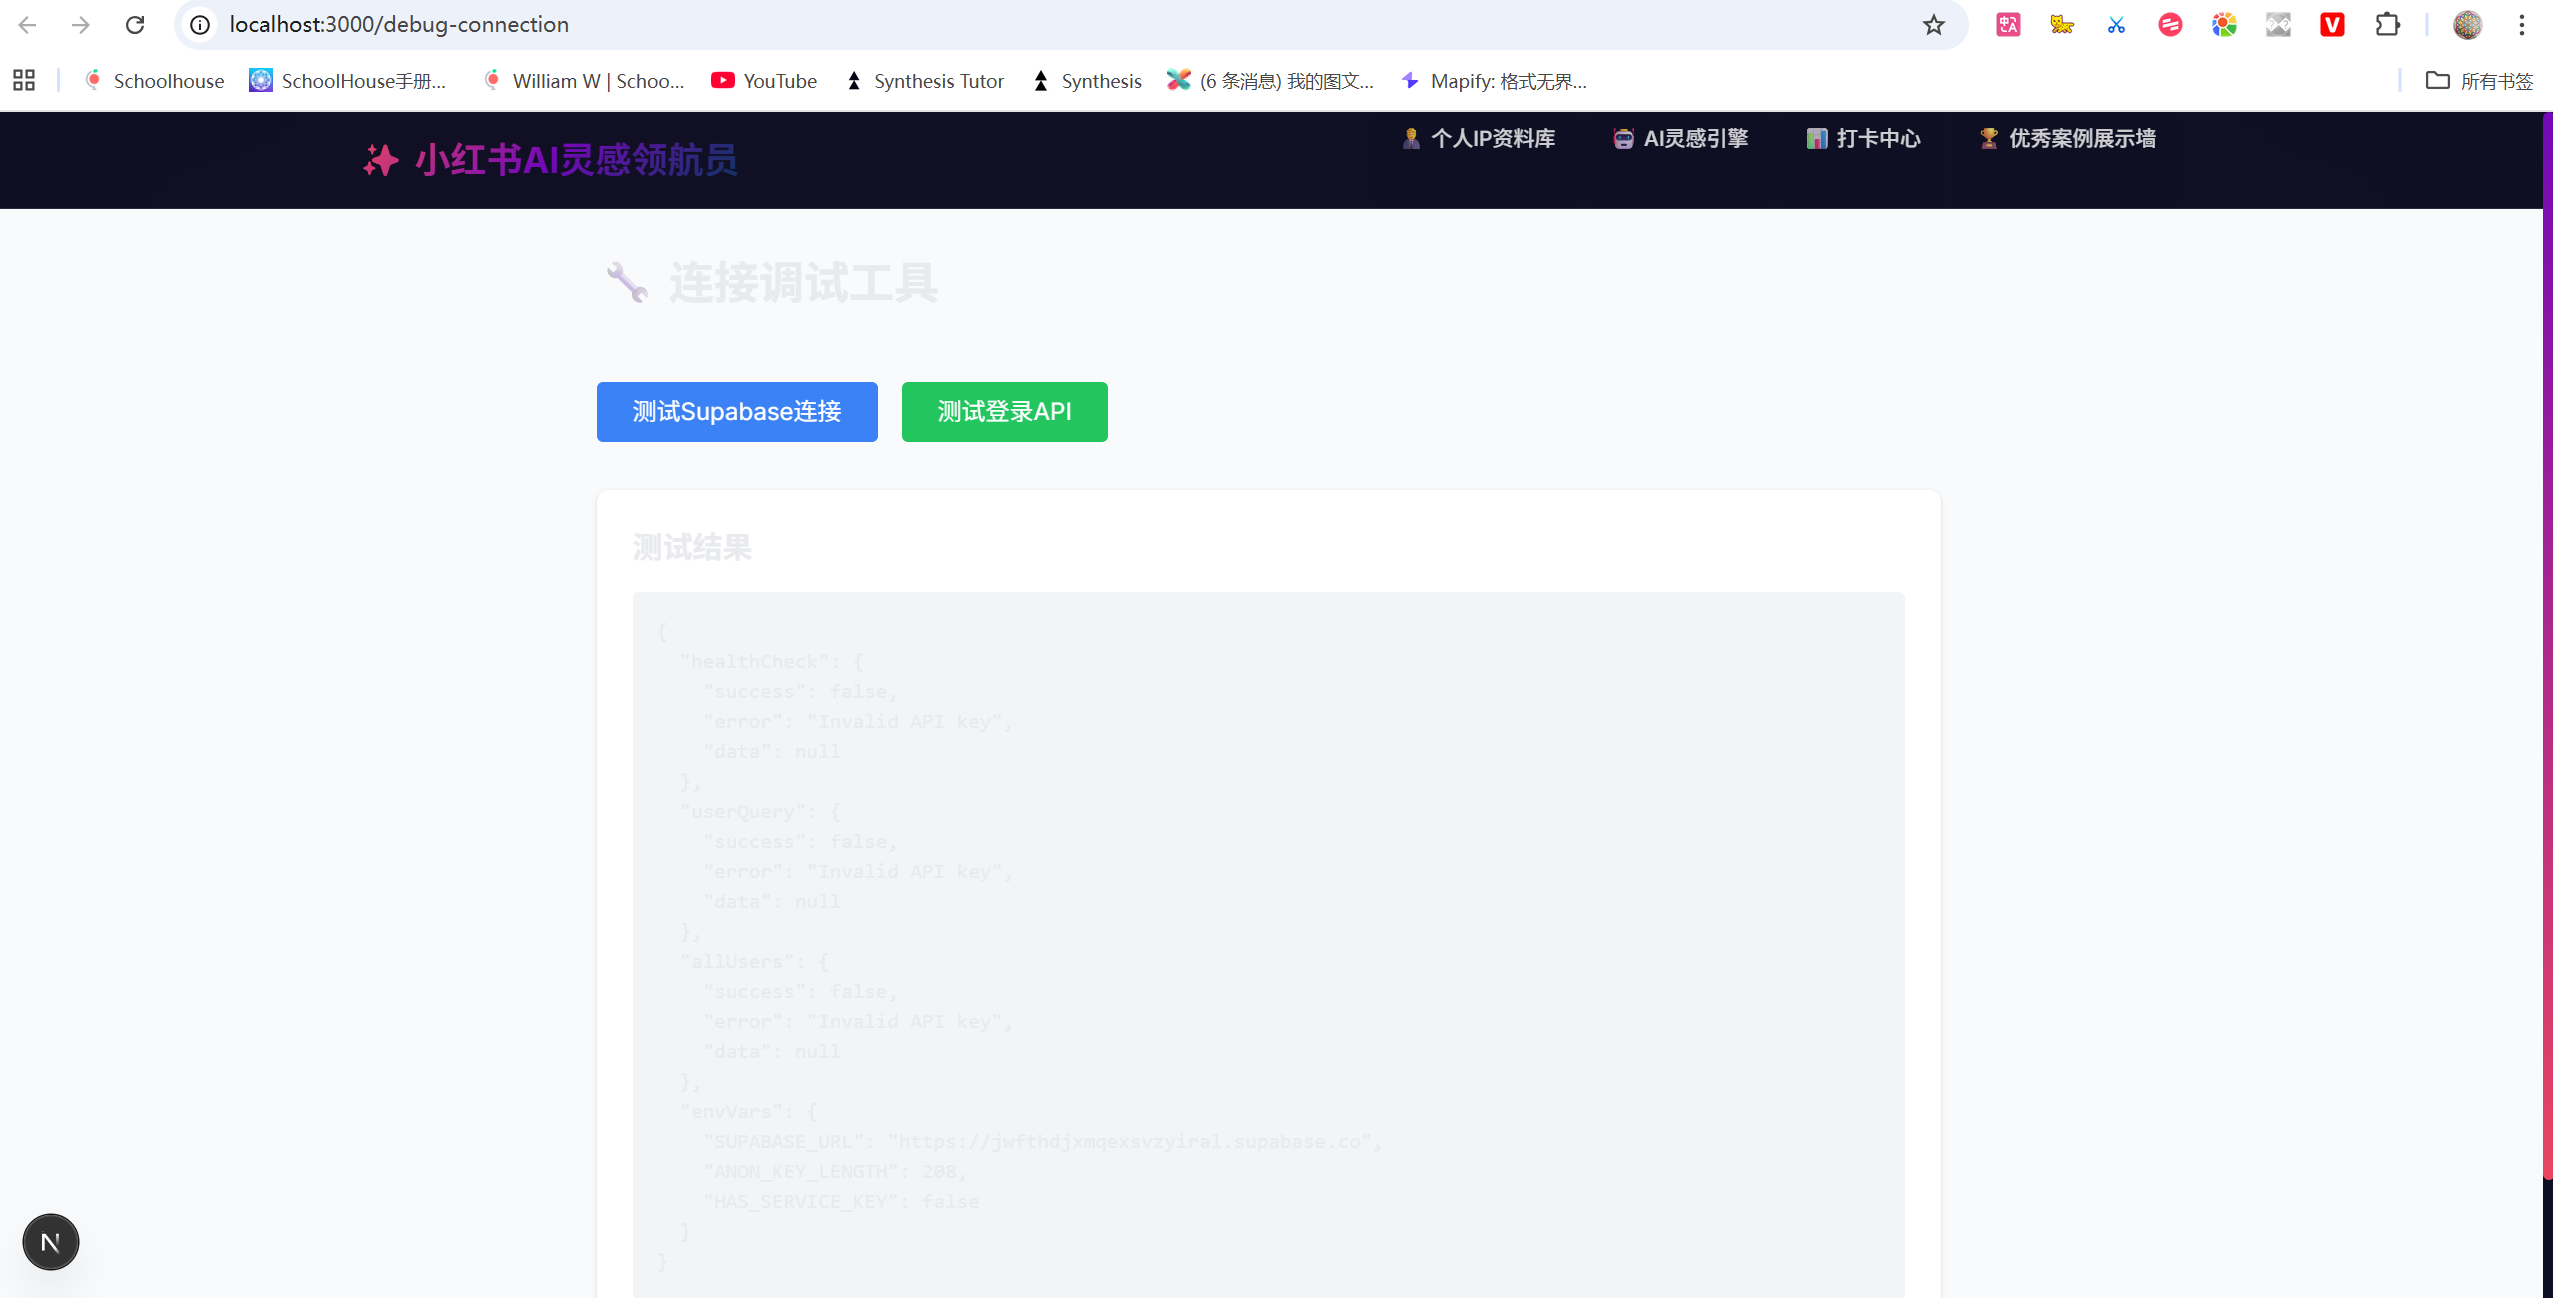 localhost:3000/debug-connection
Schoolhouse
SchoolHouse手册...
William W | Schoo...
YouTube
Synthesis Tutor
Synthesis
(6 条消息) 我的图文...
Mapify: 格式无界...
所有书签
✨ 小红书AI灵感领航员
个人IP资料库
AI灵感引擎
打卡中心
优秀案例展示墙
连接调试工具
测试Supabase连接
测试登录API
测试结果
{
"healthCheck": {
"success": false,
"error": "Invalid API key",
"data": null
},
"userQuery": {
"success": false,
"error": "Invalid API key",
"data": null
},
"allUsers": {
"success": false,
"error": "Invalid API key",
"data": null
},
"envVars": {
"SUPABASE_URL": "https://jwfthdjxmqexsvzyiral.supabase.co",
"ANON_KEY_LENGTH": 208,
"HAS_SERVICE_KEY": false
}
}
N